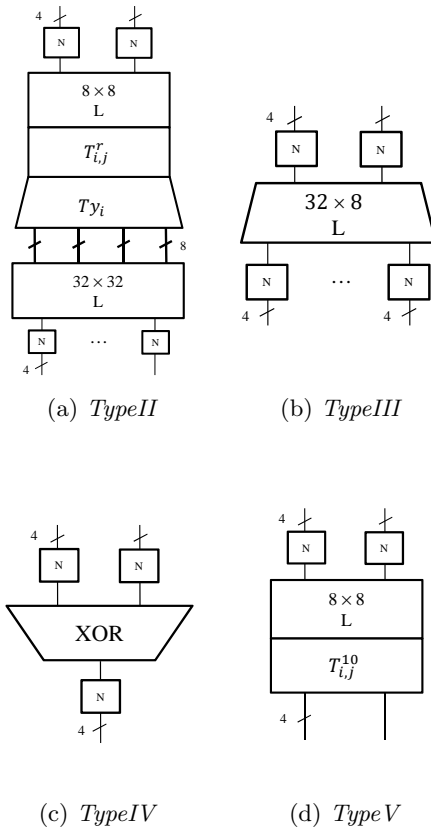 4
N N
8 × 8
L
T^r_{i,j}
Ty_i
8
32 × 32
L
N ... N
4
(a) TypeII
4
N N
32 × 8
L
N ... N
4 4
(b) TypeIII
4
N N
XOR
N
4
(c) TypeIV
4
N N
8 × 8
L
T^{10}_{i,j}
4
(d) TypeV